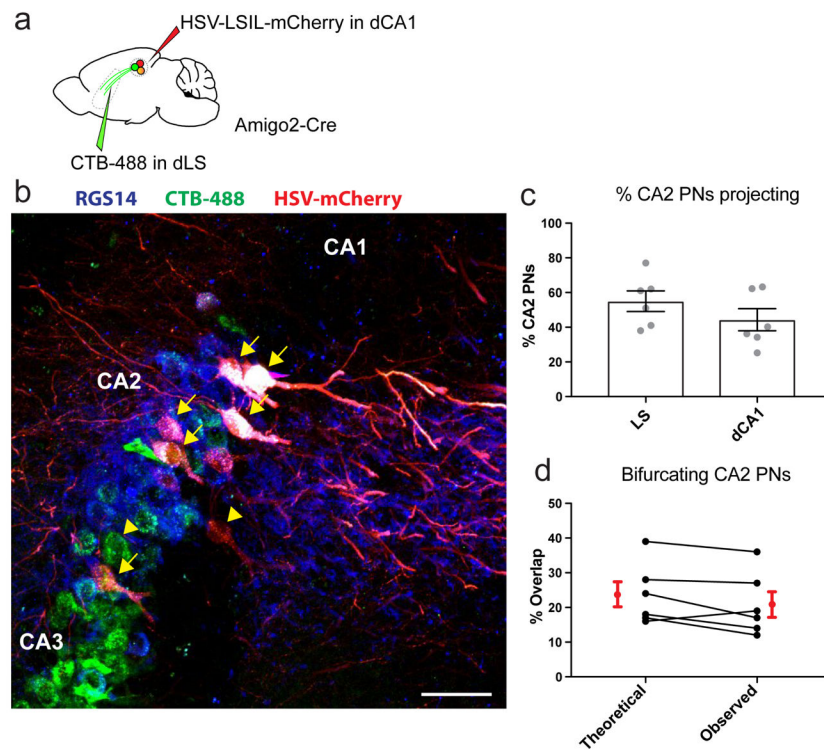 a
HSV-LSIL-mCherry in dCA1
Amigo2-Cre
CTB-488 in dLS
b
RGS14 CTB-488 HSV-mCherry
CA1
CA2
CA3
c
% CA2 PNs projecting
% CA2 PNs
100
80
60
40
20
0
LS
dCA1
d
Bifurcating CA2 PNs
% Overlap
50
40
30
20
10
0
Theoretical
Observed